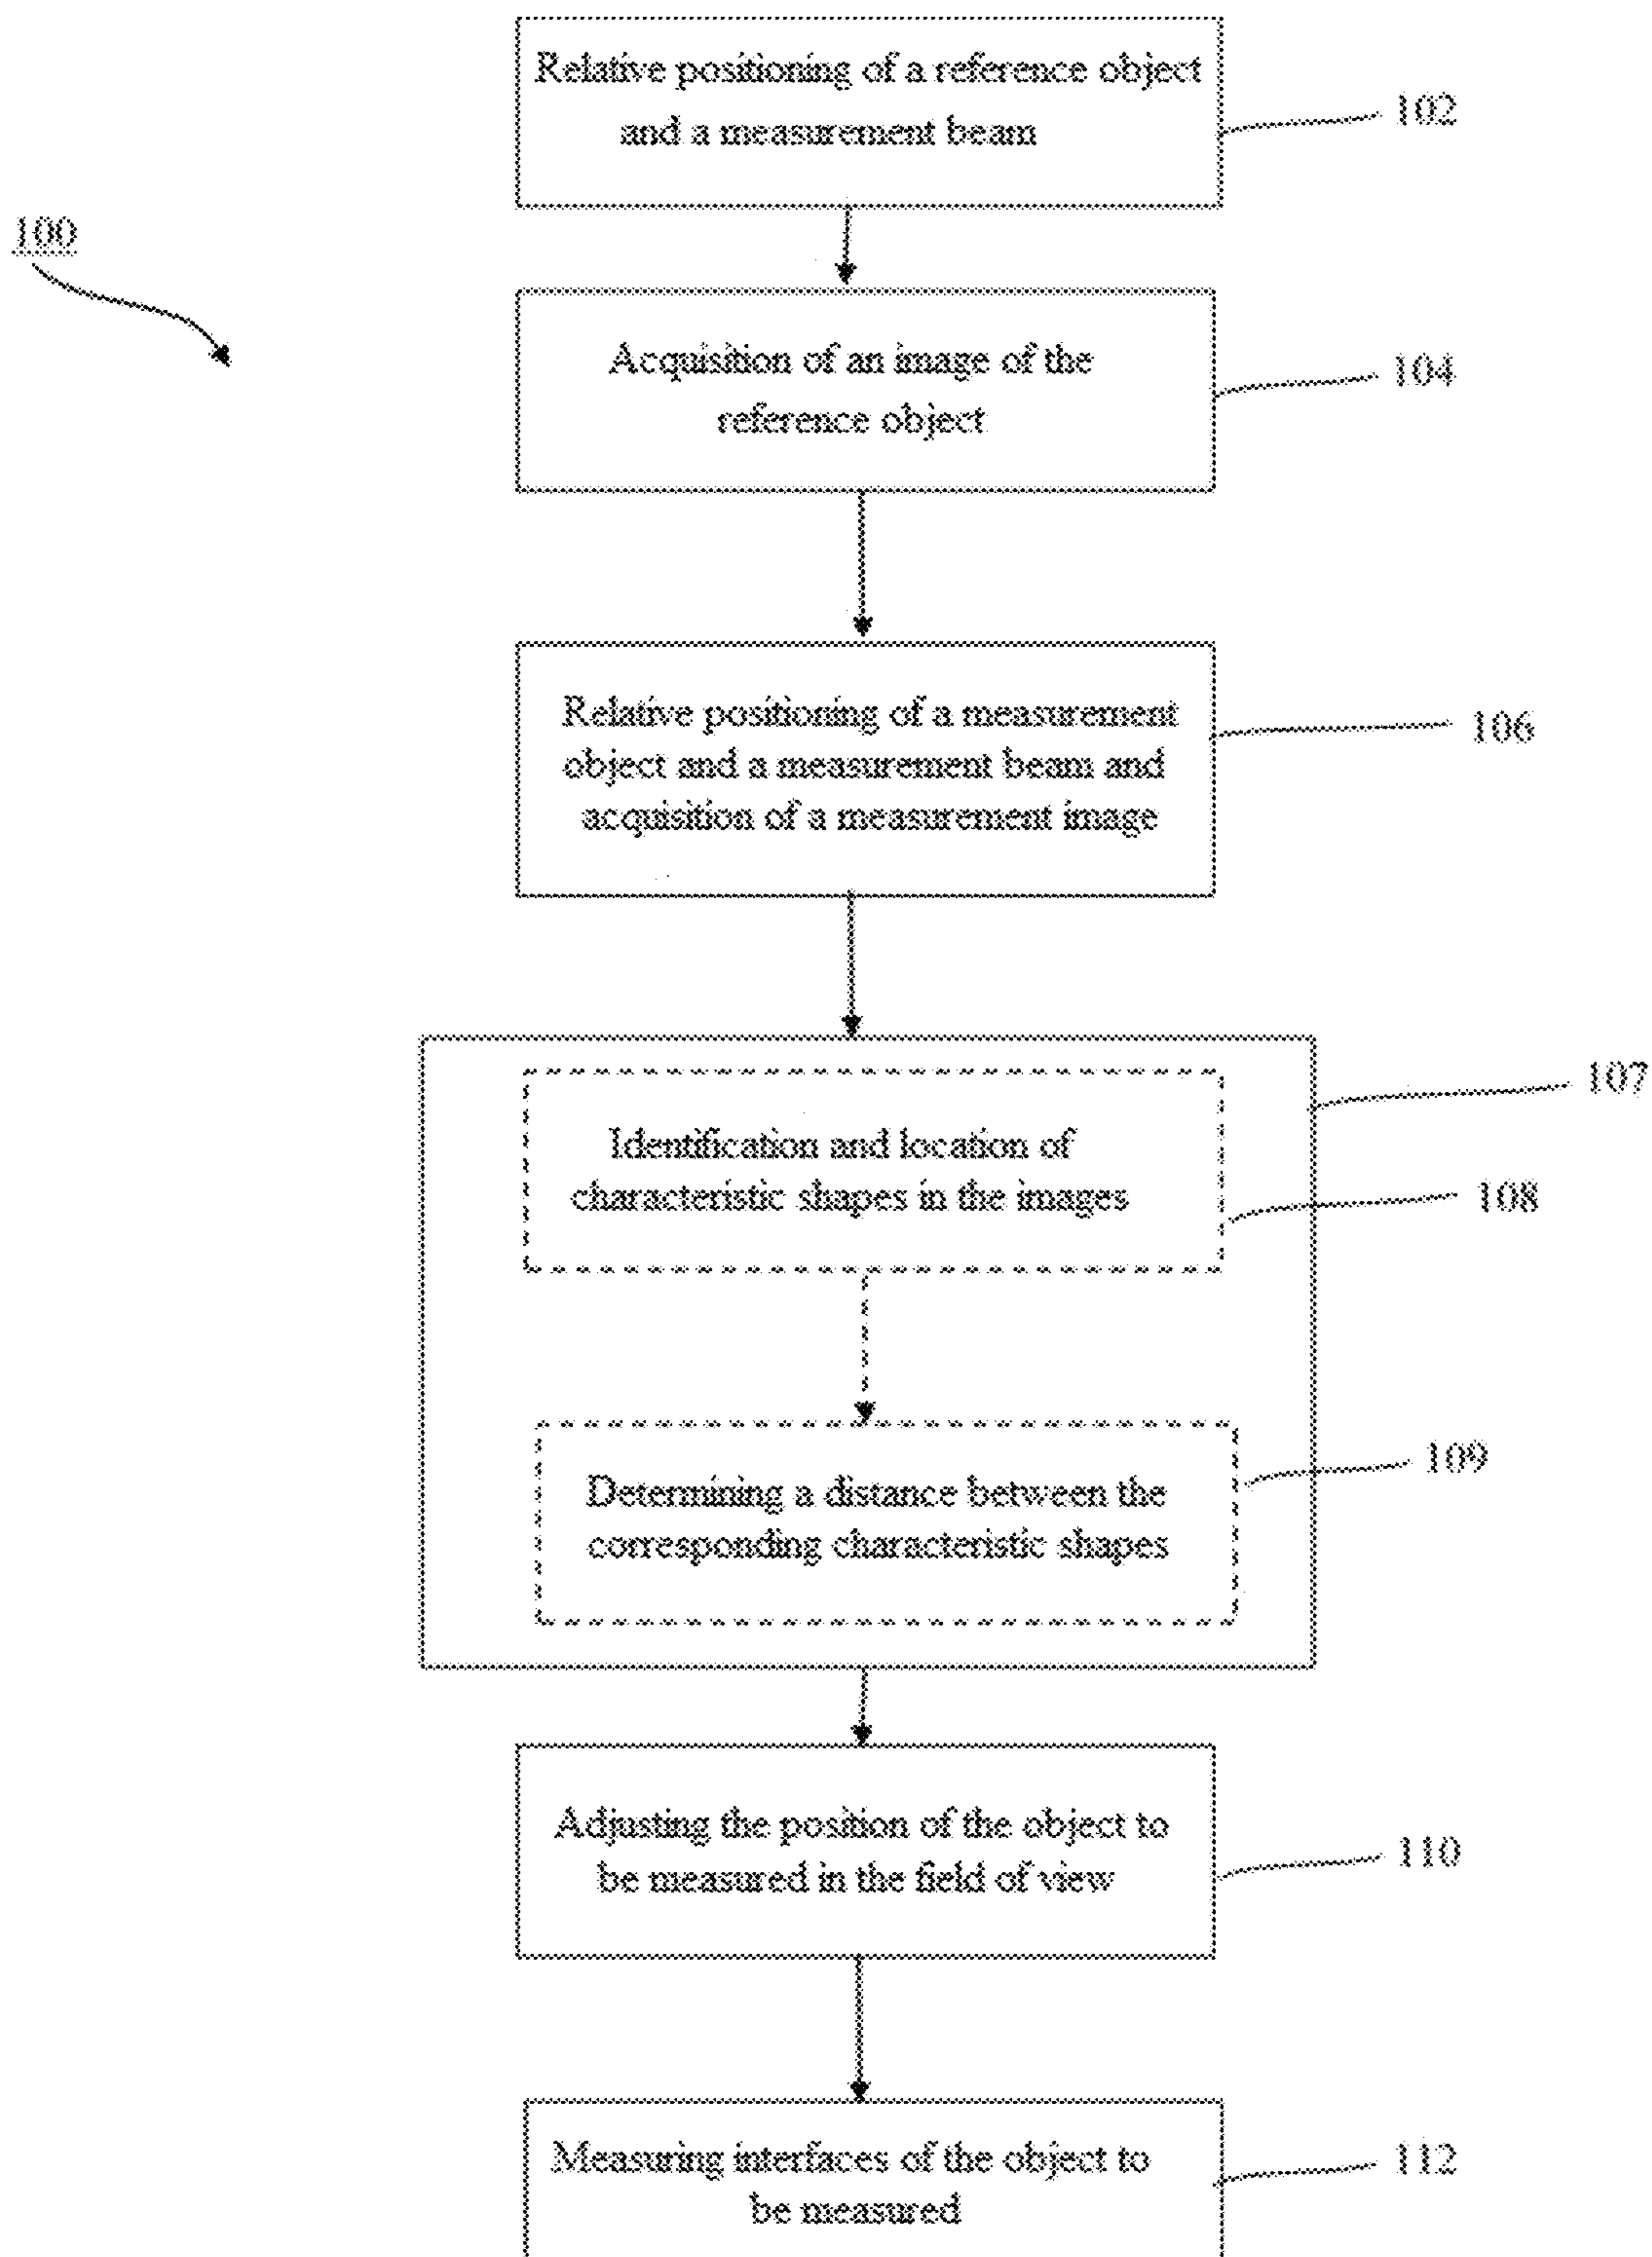 Relative positioning of a reference object
and a measurement beam
102
100
Acquisition of an image of the
reference object
104
Relative positioning of a measurement
object and a measurement beam and
acquisition of a measurement image
106
107
Identification and location of
characteristic shapes in the images
108
Determining a distance between the
corresponding characteristic shapes
109
Adjusting the position of the object to
be measured in the field of view
110
Measuring interfaces of the object to
be measured
112